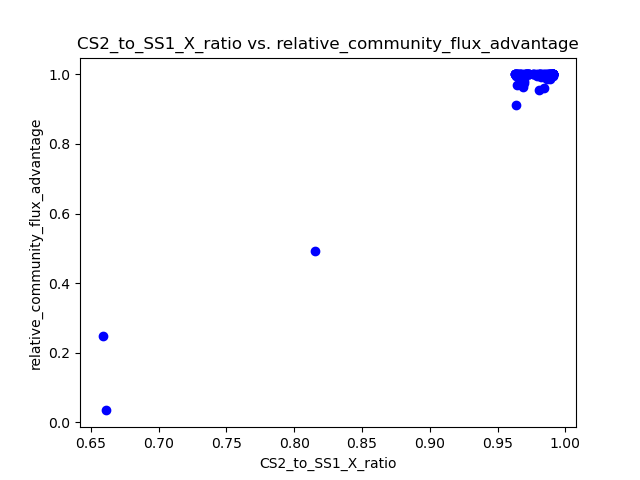 CS2_to_SS1_X_ratio vs. relative_community_flux_advantage
1.0
0.8
0.6
0.4
0.2
0.0
relative_community_flux_advantage
0.65 0.70 0.75 0.80 0.85 0.90 0.95 1.00
CS2_to_SS1_X_ratio